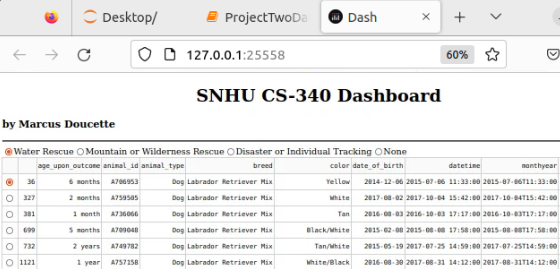 Desktop/ ProjectTwoDa Dash
127.0.0.1:25558 60%
SNHU CS-340 Dashboard
by Marcus Doucette
Water Rescue Mountain or Wilderness Rescue Disaster or Individual Tracking None
age_upon_outcome animal_id animal_type breed color date_of_birth datetime monthyear
36 6 months A706953 Dog Labrador Retriever Mix Yellow 2014-12-06 2015-07-06 11:33:00 2015-07-06T11:33:00
327 2 months A759505 Dog Labrador Retriever Mix White 2017-08-02 2017-10-04 15:42:00 2017-10-04T15:42:00
381 1 month A736066 Dog Labrador Retriever Mix Tan 2016-08-03 2016-10-03 17:17:00 2016-10-03T17:17:00
699 5 months A709048 Dog Labrador Retriever Mix Black/White 2015-02-08 2015-08-08 17:58:00 2015-08-08T17:58:00
732 2 years A749782 Dog Labrador Retriever Mix Tan/White 2015-05-19 2017-07-25 14:59:00 2017-07-25T14:59:00
1121 1 year A757158 Dog Labrador Retriever Mix White/Black 2016-08-30 2017-08-31 14:12:00 2017-08-31T14:12:00